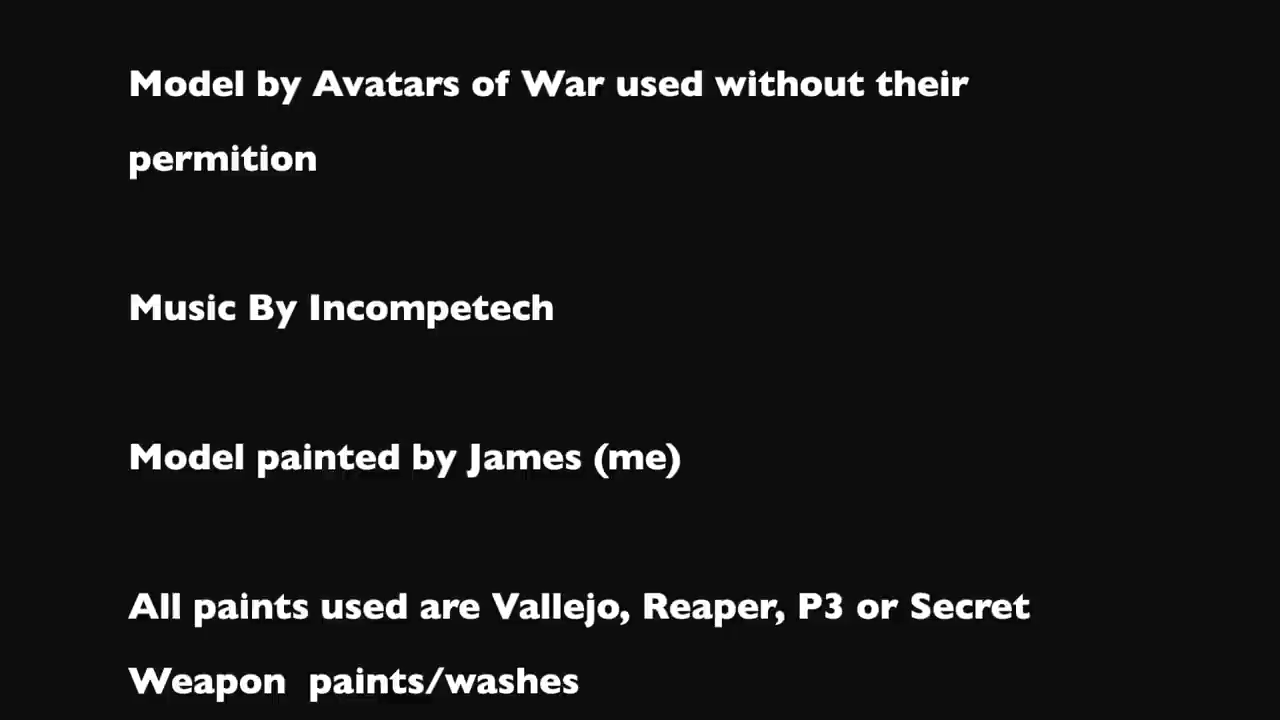 Model by Avatars of War used without their
permition
Music By Incompetech
Model painted by James (me)
All paints used are Vallejo, Reaper, P3 or Secret
Weapon  paints/washes